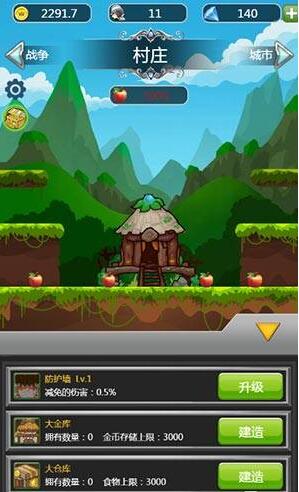 2291.7 11 140
战争 村庄 城市
防护墙 Lv.1
减免的伤害：0.5%
升级
大金库
拥有数量：0 金币存储上限：3000
建造
大仓库
拥有数量：0 食物上限：3000
建造